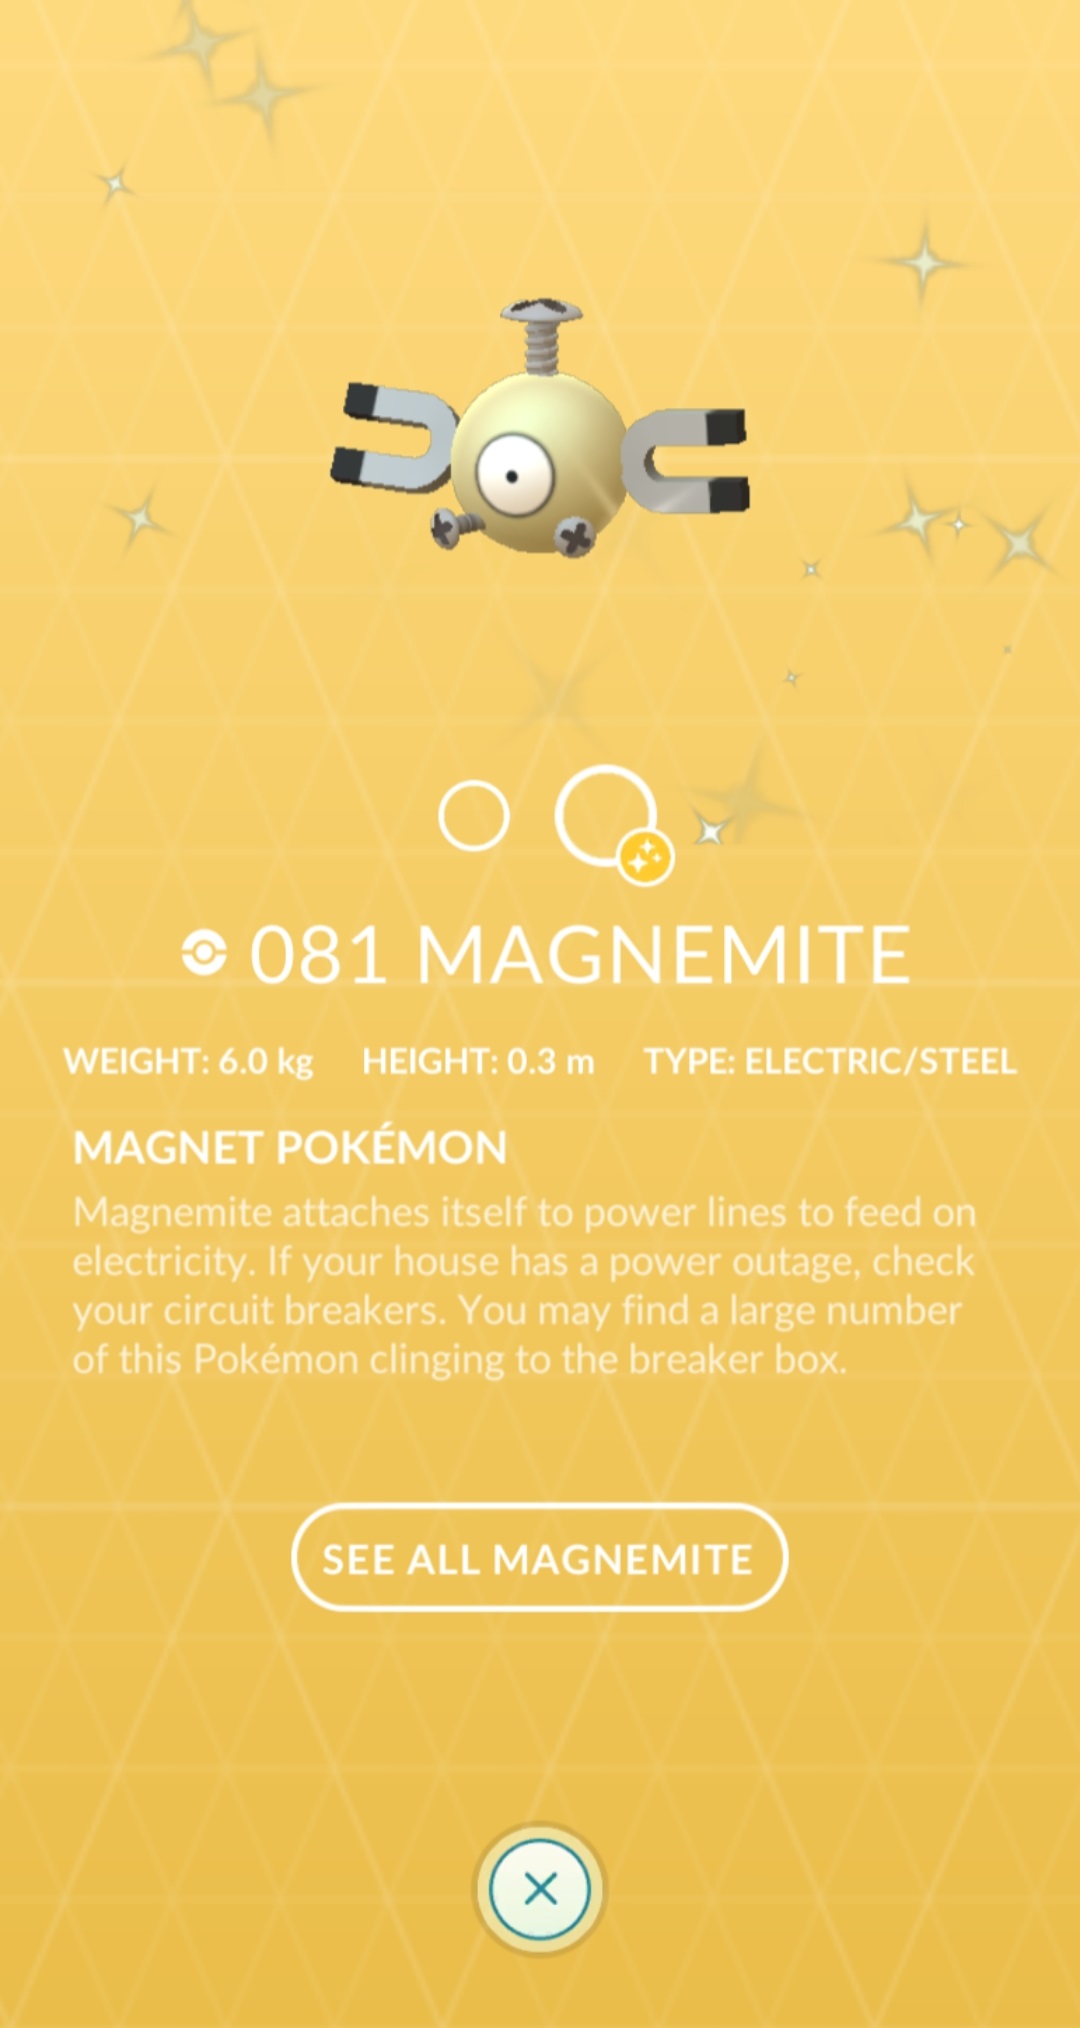 081 MAGNEMITE
WEIGHT: 6.0 kg HEIGHT: 0.3 m TYPE: ELECTRIC/STEEL
MAGNET POKÉMON
Magnemite attaches itself to power lines to feed on
electricity. If your house has a power outage, check
your circuit breakers. You may find a large number
of this Pokémon clinging to the breaker box.
SEE ALL MAGNEMITE